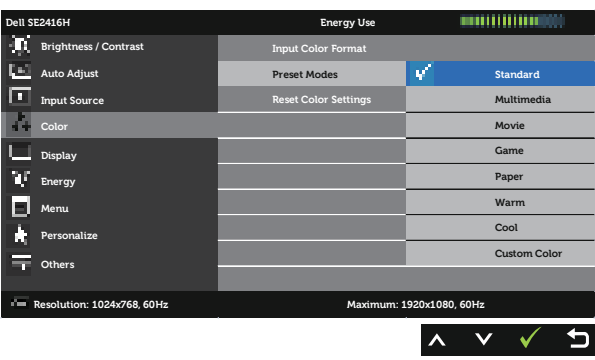 Dell SE2416H Energy Use
Brightness / Contrast Input Color Format
Auto Adjust Preset Modes Standard
Input Source Reset Color Settings Multimedia
Color Movie
Display Game
Energy Paper
Menu Warm
Personalize Cool
Others Custom Color
Resolution: 1024x768, 60Hz Maximum: 1920x1080, 60Hz